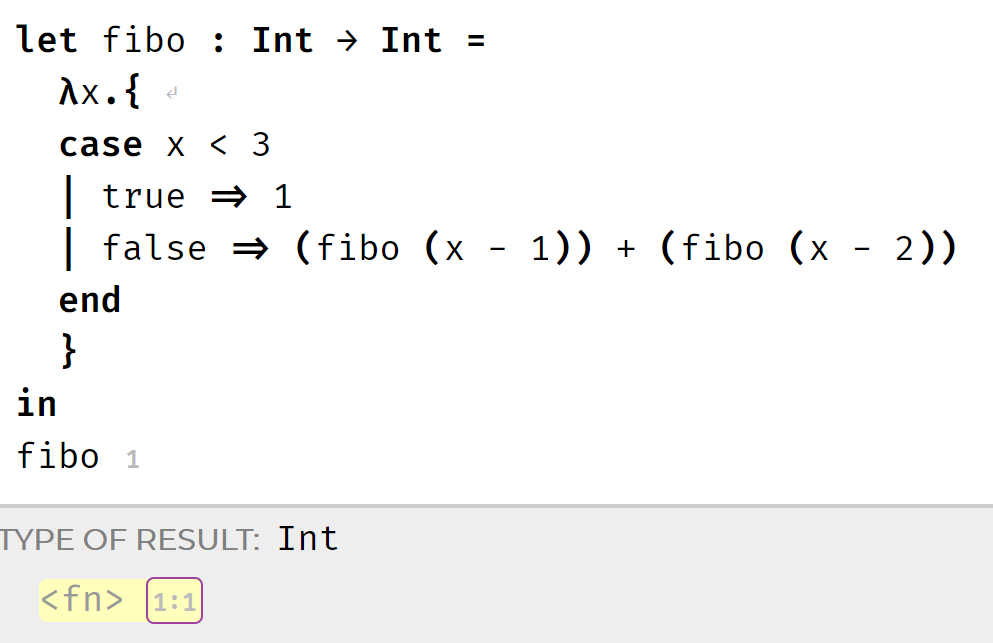 let fibo : Int → Int =
λx.{ ↵
case x < 3
| true ⇒ 1
| false ⇒ (fibo (x - 1)) + (fibo (x - 2))
end
}
in
fibo 1
TYPE OF RESULT: Int
<fn> 1:1